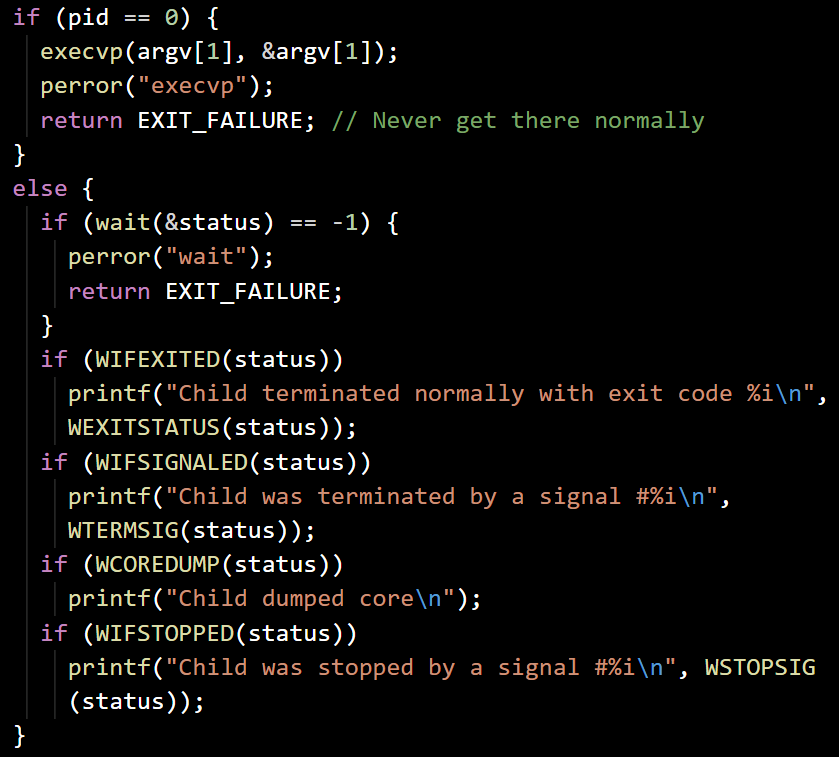 if (pid == 0) {
  execvp(argv[1], &argv[1]);
  perror("execvp");
  return EXIT_FAILURE; // Never get there normally
}
else {
  if (wait(&status) == -1) {
    perror("wait");
    return EXIT_FAILURE;
  }
  if (WIFEXITED(status))
    printf("Child terminated normally with exit code %i\n",
    WEXITSTATUS(status));
  if (WIFSIGNALED(status))
    printf("Child was terminated by a signal #%i\n",
    WTERMSIG(status));
  if (WCOREDUMP(status))
    printf("Child dumped core\n");
  if (WIFSTOPPED(status))
    printf("Child was stopped by a signal #%i\n", WSTOPSIG
    (status));
}